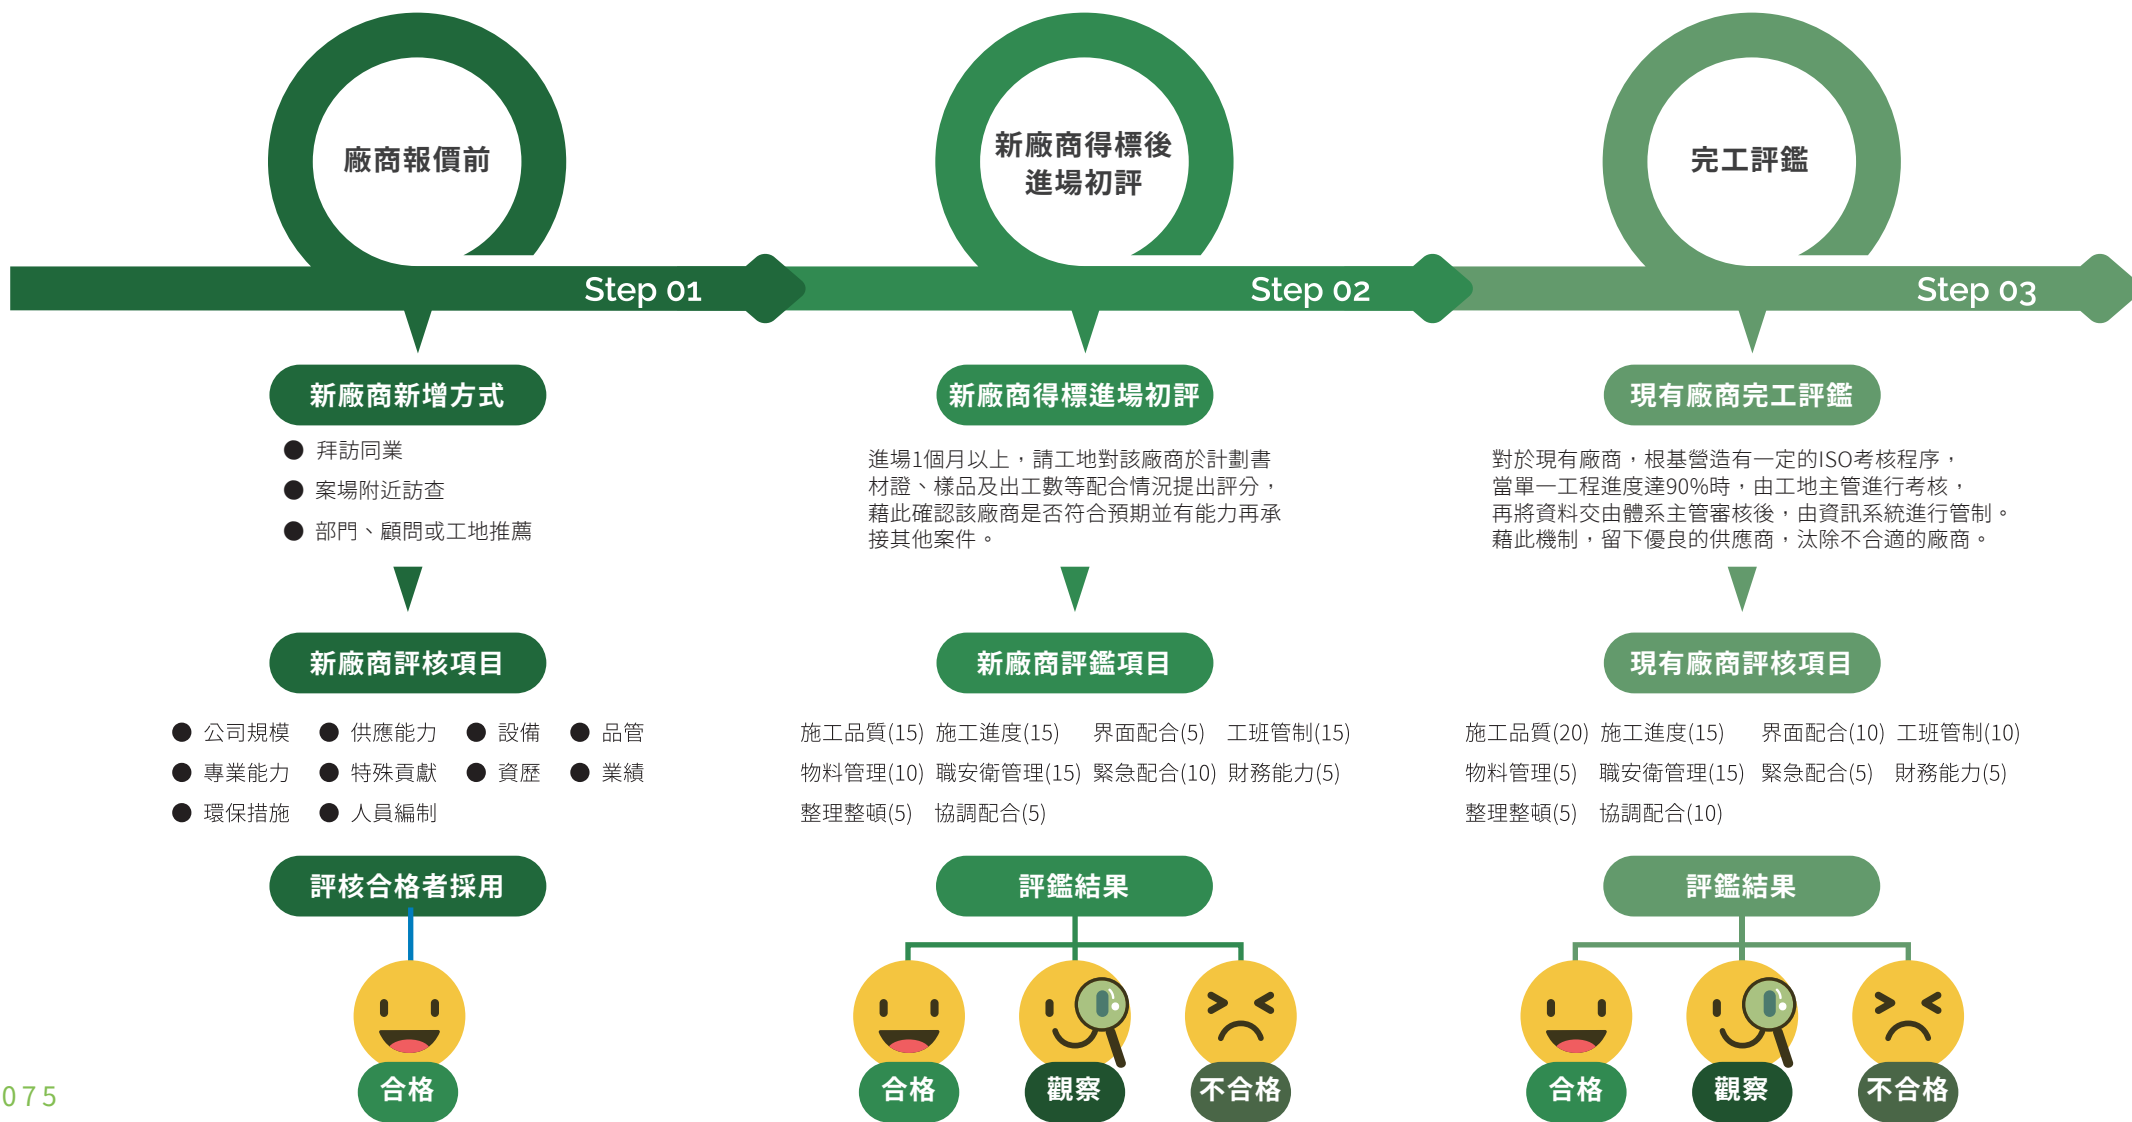 廠商報價前
Step 01
新廠商新增方式
● 拜訪同業
● 案場附近訪查
● 部門、顧問或工地推薦
新廠商評核項目
● 公司規模 ● 供應能力 ● 設備 ● 品管
● 專業能力 ● 特殊貢獻 ● 資歷 ● 業績
● 環保措施 ● 人員編制
評核合格者採用
合格
新廠商得標後
進場初評
Step 02
新廠商得標進場初評
進場1個月以上，請工地對該廠商於計劃書
材證、樣品及出工數等配合情況提出評分，
藉此確認該廠商是否符合預期並有能力再承
接其他案件。
新廠商評鑑項目
施工品質(15) 施工進度(15) 界面配合(5) 工班管制(15)
物料管理(10) 職安衛管理(15) 緊急配合(10) 財務能力(5)
整理整頓(5) 協調配合(5)
評鑑結果
合格 觀察 不合格
完工評鑑
Step 03
現有廠商完工評鑑
對於現有廠商，根基營造有一定的ISO考核程序，
當單一工程進度達90%時，由工地主管進行考核，
再將資料交由體系主管審核後，由資訊系統進行管制。
藉此機制，留下優良的供應商，汰除不合適的廠商。
現有廠商評核項目
施工品質(20) 施工進度(15) 界面配合(10) 工班管制(10)
物料管理(5) 職安衛管理(15) 緊急配合(5) 財務能力(5)
整理整頓(5) 協調配合(10)
評鑑結果
合格 觀察 不合格
075